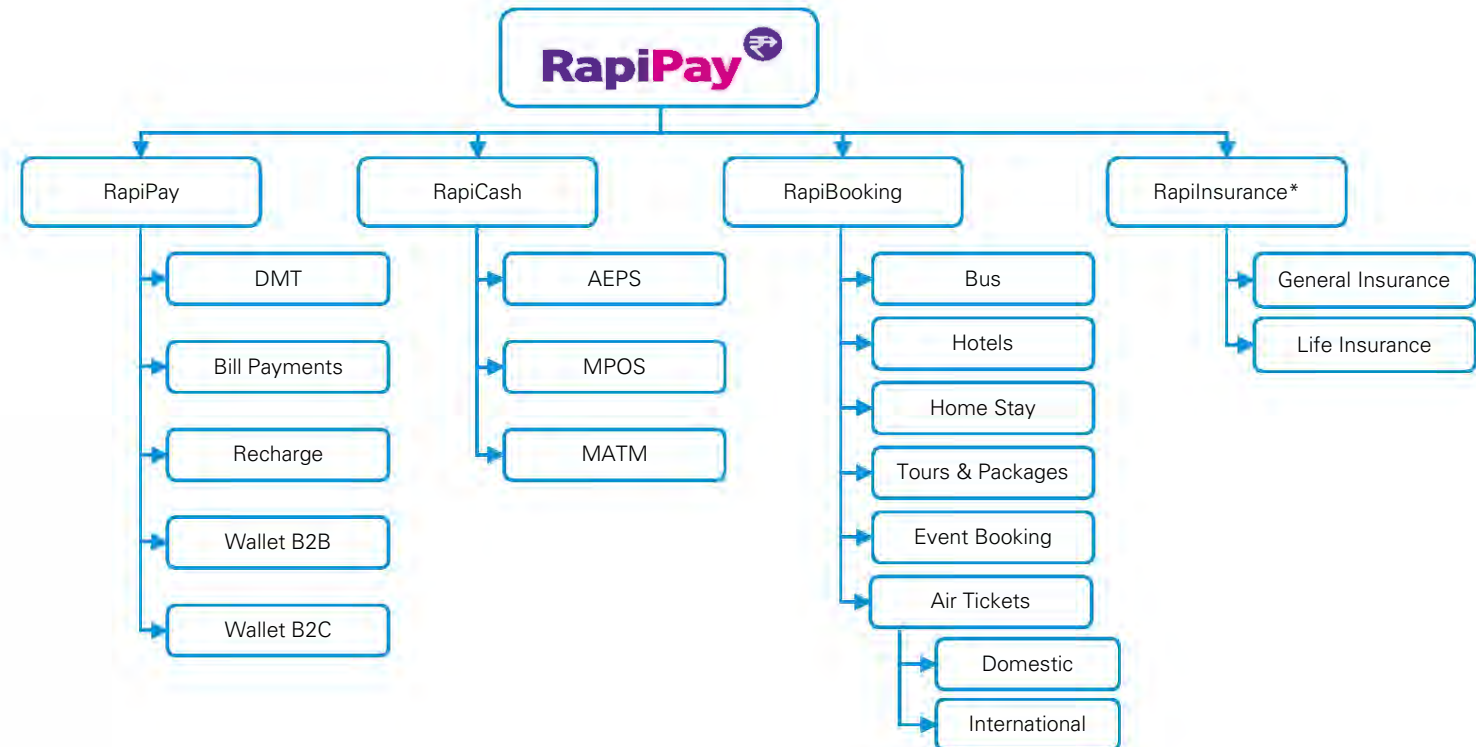 RapiPay
RapiPay
RapiCash
RapiBooking
RapiInsurance*
DMT
Bill Payments
Recharge
Wallet B2B
Wallet B2C
AEPS
MPOS
MATM
Bus
Hotels
Home Stay
Tours & Packages
Event Booking
Air Tickets
Domestic
International
General Insurance
Life Insurance